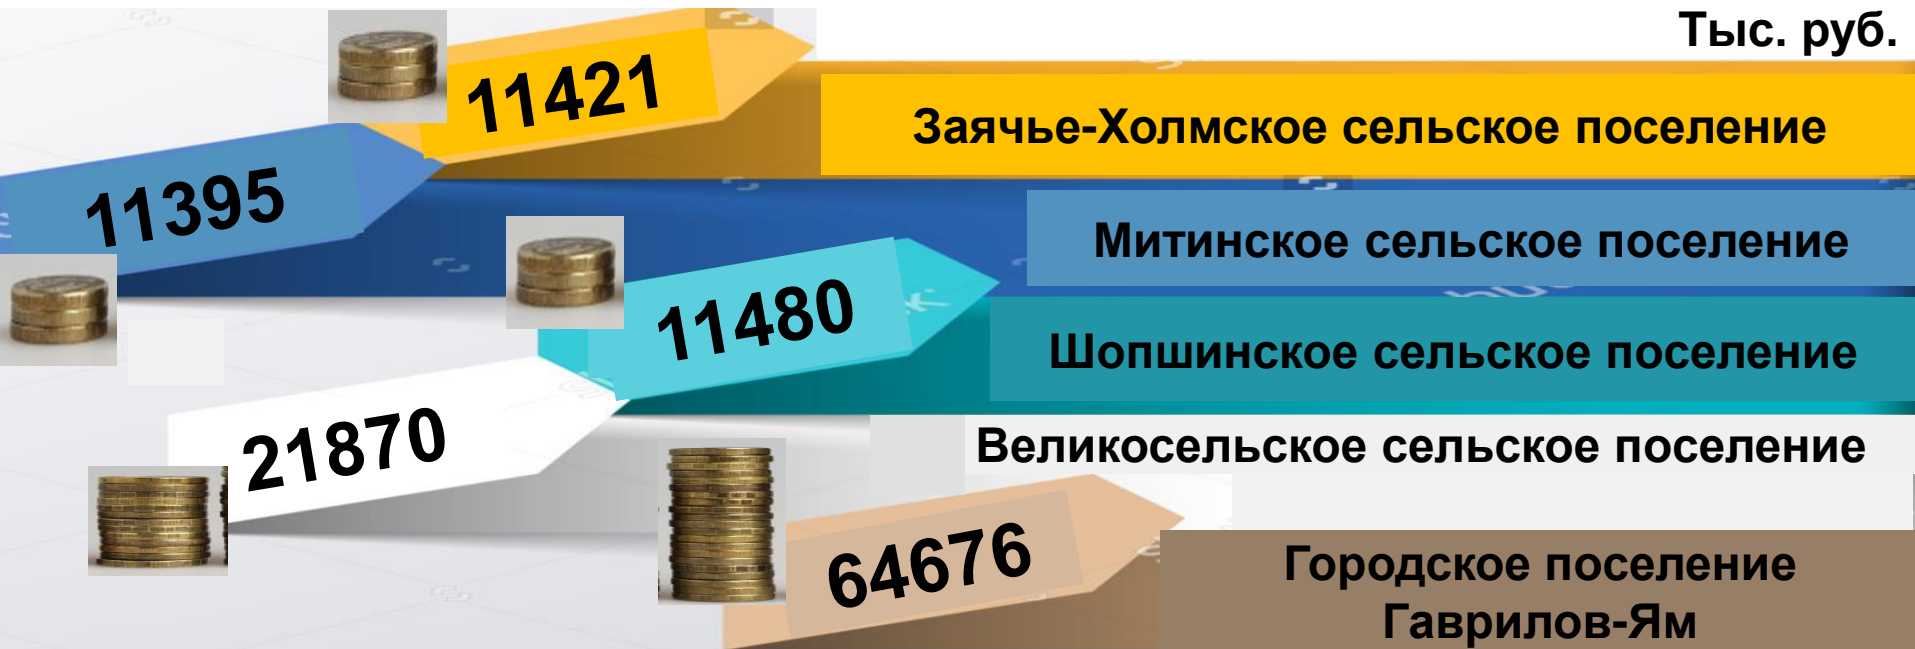 Тыс. руб.
11421
Заячье-Холмское сельское поселение
11395
Митинское сельское поселение
11480
Шопшинское сельское поселение
21870
Великосельское сельское поселение
64676
Городское поселение
Гаврилов-Ям